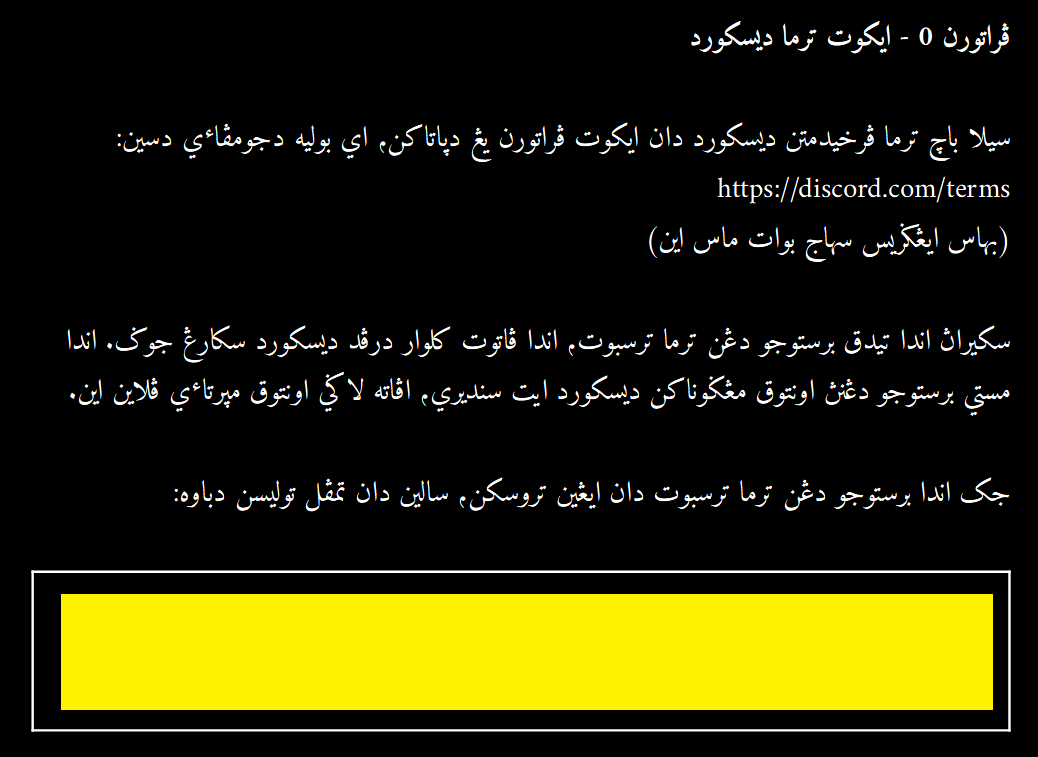 ڤراتورن 0 - ايکوت ترما ديسکورد
سيلا باچ ترما ڤرخيدمتن ديسکورد دان ايکوت ڤراتورن يڠ دپاتاكن⹁ اي بوليه دجومڤاءي دسين:
https://discord.com/terms
(بهاس ايڠݢريس سهاج بوات ماس اين)
سکيراڽ اندا تيدق برستوجو دڠن ترما ترسبوت⹁ اندا ڤاتوت کلوار درڤد ديسکورد سکارڠ جوݢ. اندا
مستي برستوجو دڠنڽ اونتوق مڠݢوناکن ديسکورد ايت سنديري⹁ اڤاته لاݢي اونتوق مڽرتاءي ڤلاين اين.
جک اندا برستوجو دڠن ترما ترسبوت دان ايڠين تروسکن⹁ سالين دان تمڤل توليسن دباوه: